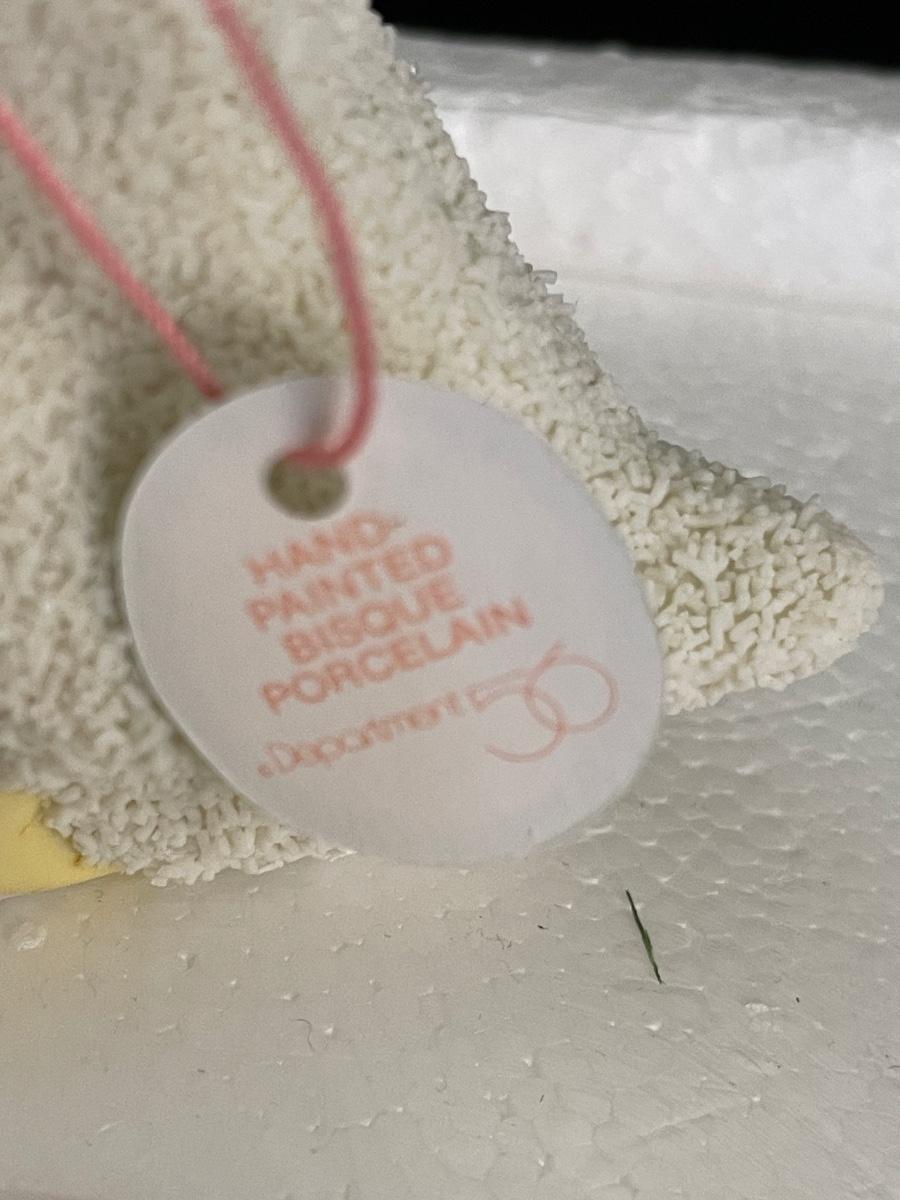 HAND-
PAINTED
BISQUE
PORCELAIN
Department 56